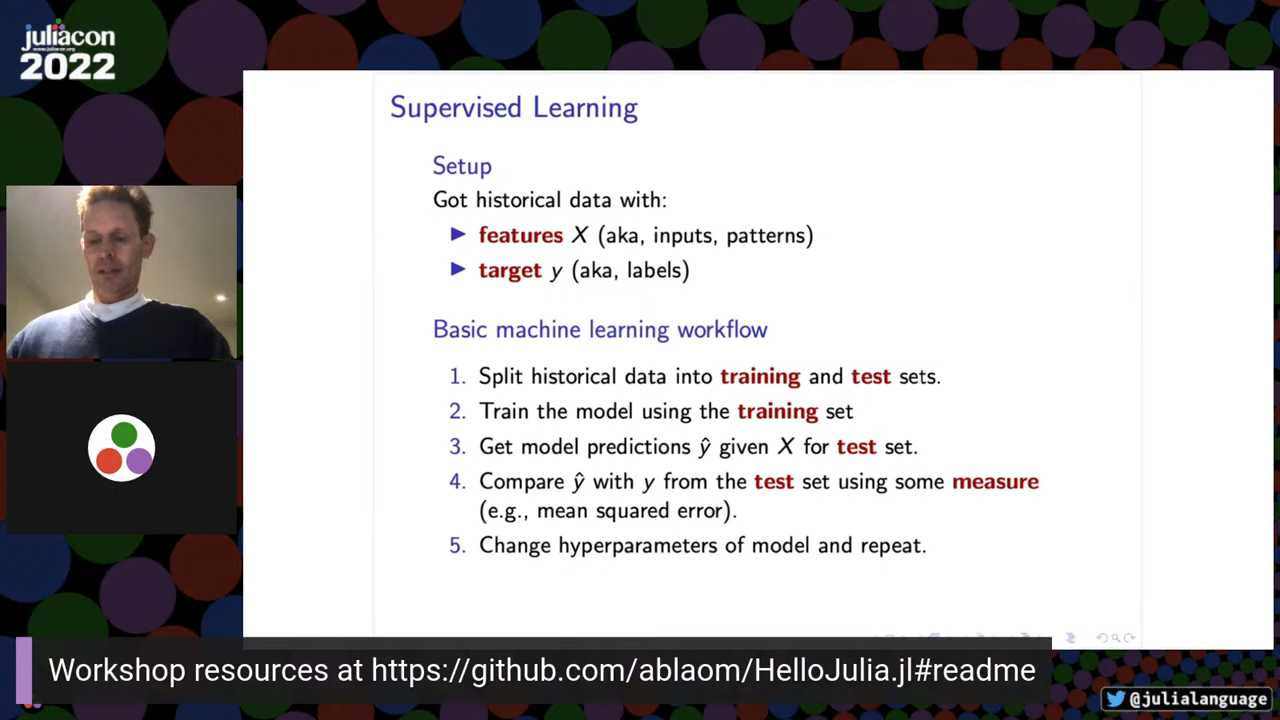 juliacon
www.juliacon.org
2022
Supervised Learning
Setup
Got historical data with:
▶ features X (aka, inputs, patterns)
▶ target y (aka, labels)
Basic machine learning workflow
1. Split historical data into training and test sets.
2. Train the model using the training set
3. Get model predictions ŷ given X for test set.
4. Compare ŷ with y from the test set using some measure
(e.g., mean squared error).
5. Change hyperparameters of model and repeat.
Workshop resources at https://github.com/ablaom/HelloJulia.jl#readme
@julialanguage